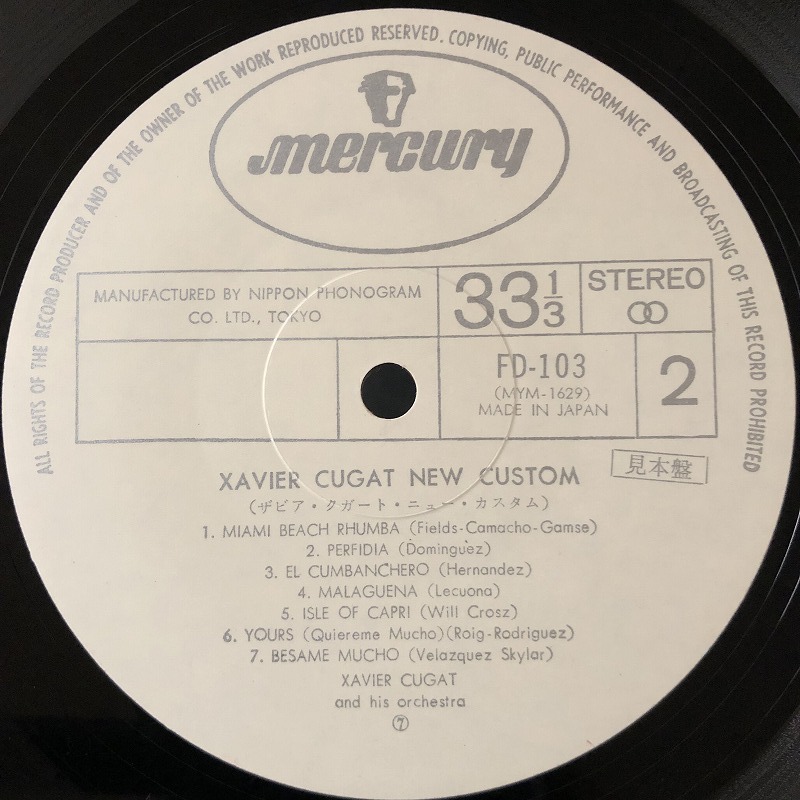 ALL RIGHTS OF THE RECORD PRODUCER AND OF THE OWNER OF THE WORK REPRODUCED RESERVED. COPYING, PUBLIC PERFORMANCE AND BROADCASTING OF THIS RECORD PROHIBITED
mercury
MANUFACTURED BY NIPPON PHONOGRAM
CO. LTD., TOKYO
33 1/3
STEREO
FD-103
(MYM-1629)
MADE IN JAPAN
2
XAVIER CUGAT NEW CUSTOM
見本盤
(ザビア・クガート・ニュー・カスタム)
1. MIAMI BEACH RHUMBA (Fields-Camacho-Gamse)
2. PERFIDIA (Dominguez)
3. EL CUMBANCHERO (Hernandez)
4. MALAGUENA (Lecuona)
5. ISLE OF CAPRI (Will Crosz)
6. YOURS (Quiereme Mucho)(Roig-Rodriguez)
7. BESAME MUCHO (Velazquez Skylar)
XAVIER CUGAT
and his orchestra
⑦